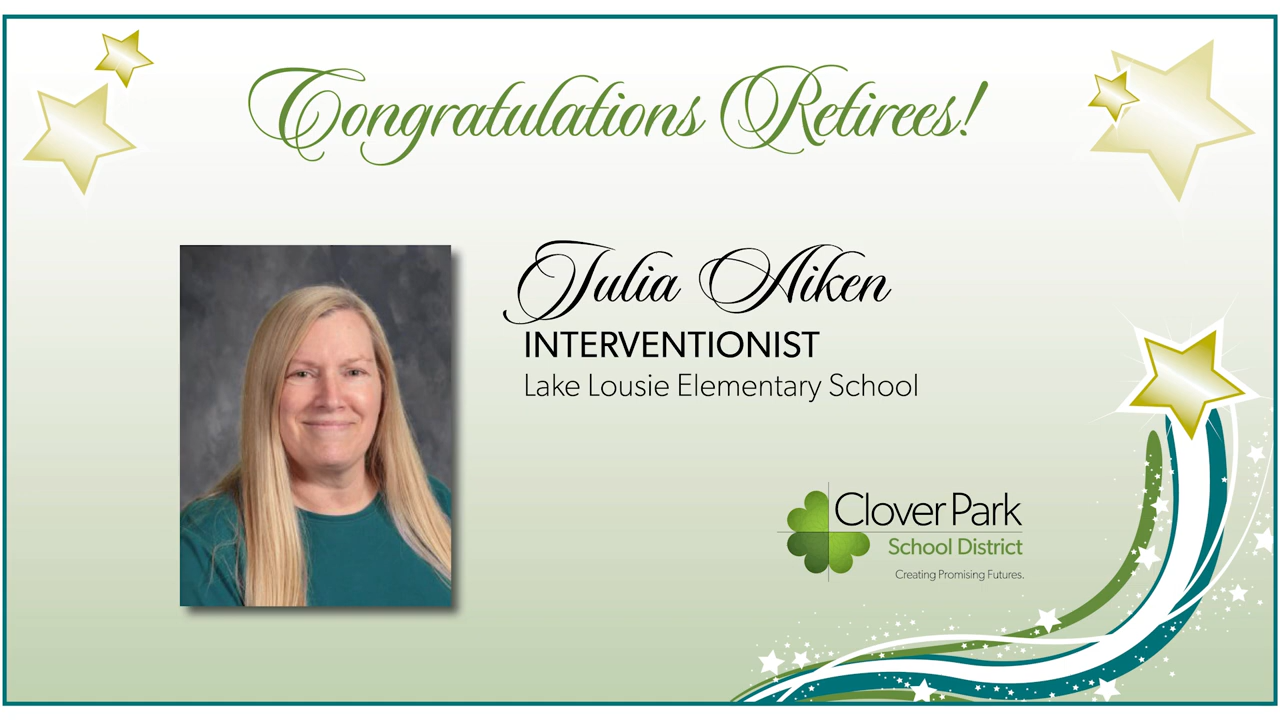 Congratulations Retirees!
Julia Aiken
INTERVENTIONIST
Lake Lousie Elementary School
Clover Park
School District
Creating Promising Futures.